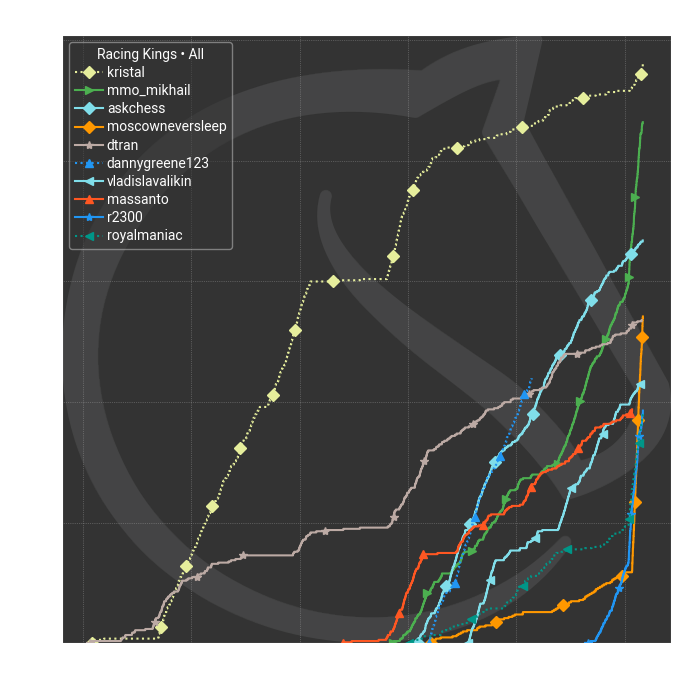 Racing Kings • All
kristal
mmo_mikhail
askchess
moscowneversleep
dtran
dannygreene123
vladislavalikin
massanto
r2300
royalmaniac